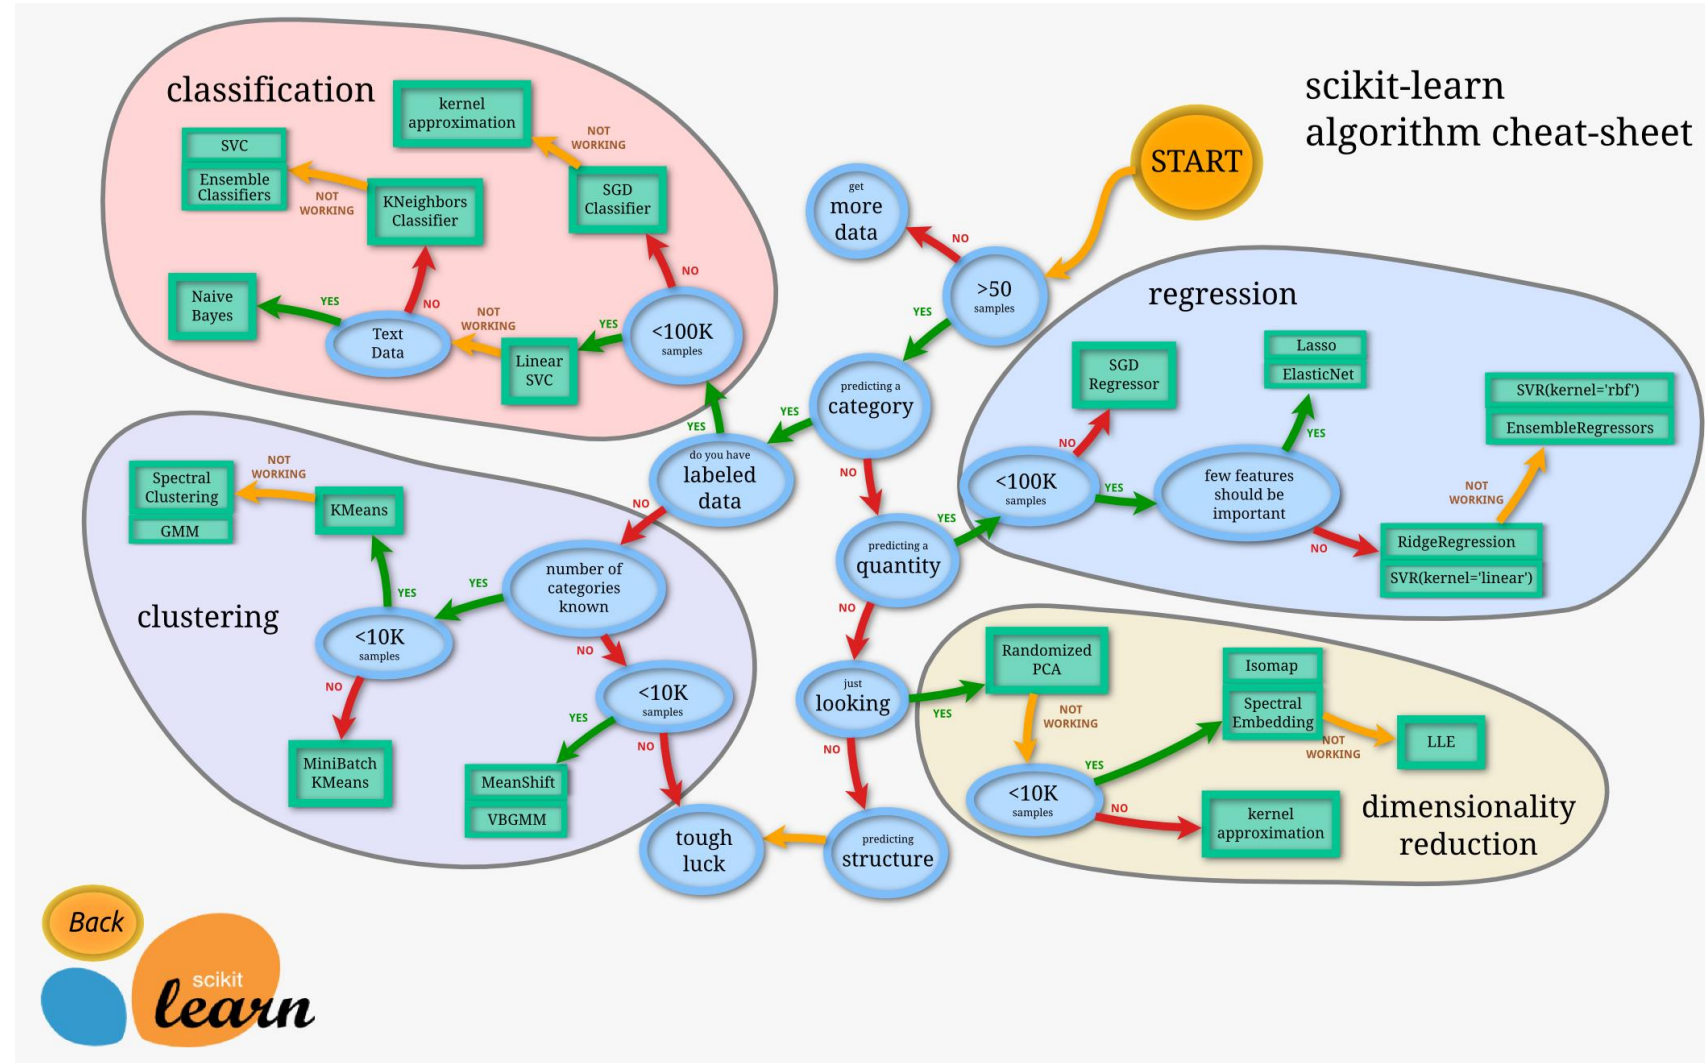 scikit-learn
algorithm cheat-sheet
START
>50
samples
NO
get
more
data
YES
predicting a
category
YES
do you have
labeled
data
YES
NO
NO
predicting a
quantity
YES
NO
just
looking
YES
NO
predicting
structure
tough
luck
classification
<100K
samples
NO
SGD
Classifier
NOT
WORKING
kernel
approximation
YES
Linear
SVC
NOT
WORKING
Text
Data
YES
Naive
Bayes
NO
KNeighbors
Classifier
NOT
WORKING
SVC
Ensemble
Classifiers
clustering
number of
categories
known
YES
<10K
samples
YES
KMeans
NOT
WORKING
Spectral
Clustering
GMM
NO
MiniBatch
KMeans
NO
<10K
samples
YES
MeanShift
VBGMM
NO
regression
<100K
samples
NO
SGD
Regressor
YES
few features
should be
important
YES
Lasso
ElasticNet
NO
RidgeRegression
SVR(kernel='linear')
NOT
WORKING
SVR(kernel='rbf')
EnsembleRegressors
dimensionality
reduction
Randomized
PCA
NOT
WORKING
<10K
samples
YES
Isomap
Spectral
Embedding
NOT
WORKING
LLE
NO
kernel
approximation
Back
scikit
learn